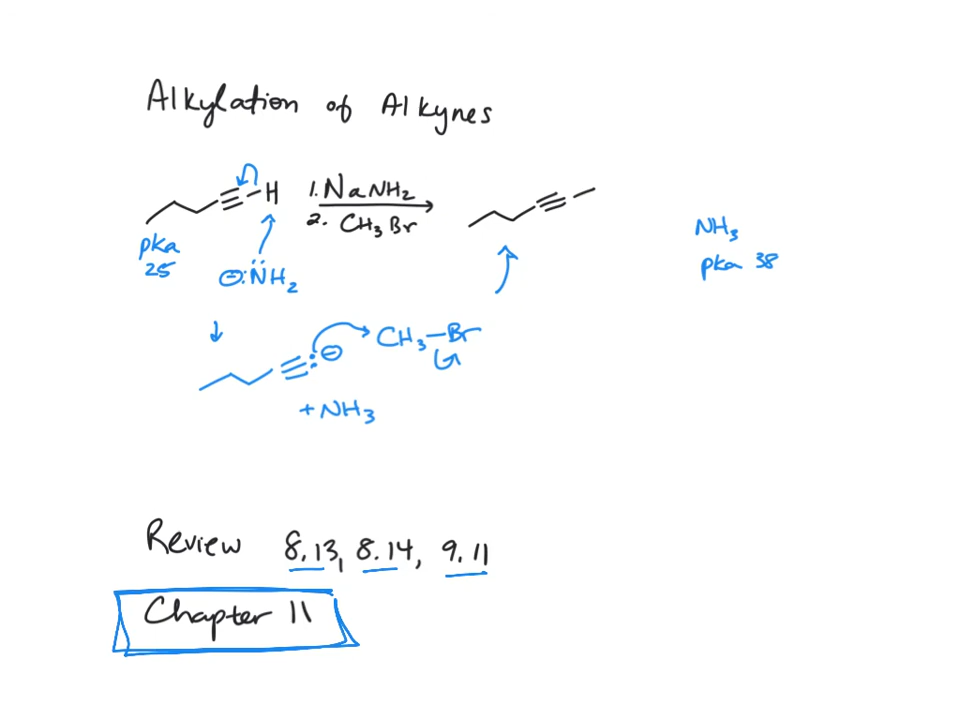 Alkylation of Alkynes
H
1. NaNH2
2. CH3Br
pka
25
NH3
pka 38
⊖:N̈H2
:⊖ CH3—Br
+ NH3
Review 8.13, 8.14, 9.11
Chapter 11